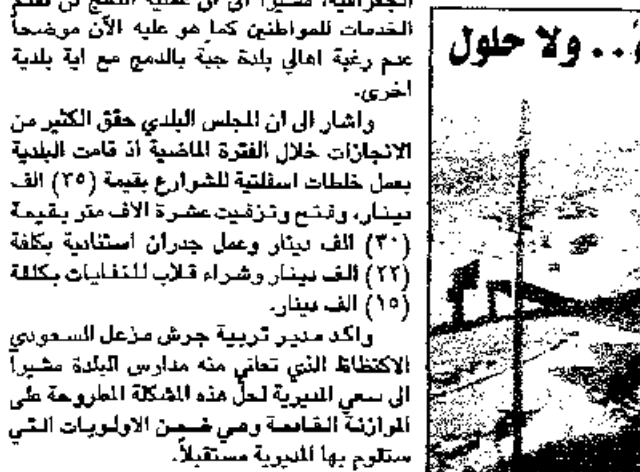 ولا حلول
الجغرافية، مشيراً الى ان عملية الدمج لن تقدم
الخدمات للمواطنين كما هو عليه الآن موضحاً
عدم رغبة اهالي بلدة جبة بالدمج مع اية بلدية
اخرى.
واشار الى ان المجلس البلدي حقق الكثير من
الانجازات خلال الفترة الماضية اذ قامت البلدية
بعمل خلطات اسفلتية للشوارع بقيمة (٣٥) الف
دينار، وفتح وتزفيت عشرة الاف متر بقيمة
(٣٠) الف دينار وعمل جدران استنادية بكلفة
(٢٢) الف دينار وشراء قلاب للنفايات بكلفة
(١٥) الف دينار.
واكد مدير تربية جرش مزعل السعودي
الاكتظاظ الذي تعاني منه مدارس البلدة مشيراً
الى سعي المديرية لحلّ هذه المشكلة المطروحة على
الموازنة القادمة وهي ضمن الاولويات التي
ستقوم بها المديرية مستقبلاً.